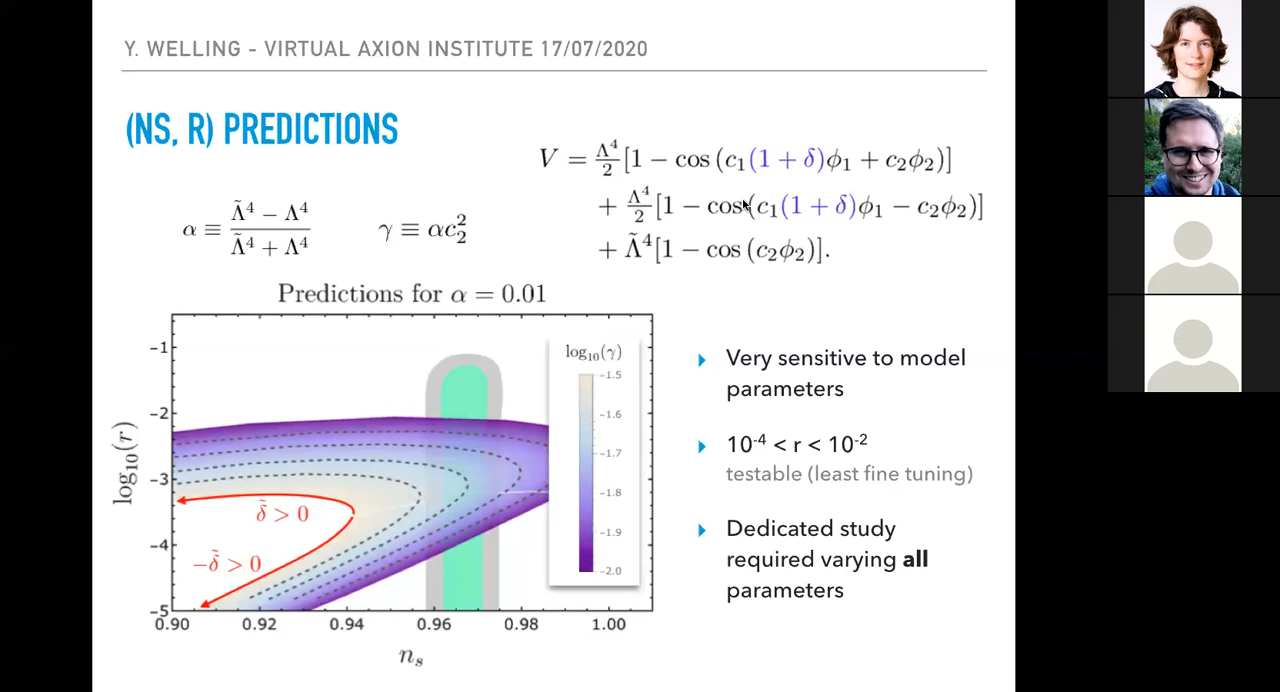 Y. WELLING - VIRTUAL AXION INSTITUTE 17/07/2020
(NS, R) PREDICTIONS
V = Λ⁴/2 [1 − cos (c₁(1 + δ)ϕ₁ + c₂ϕ₂)]
+ Λ⁴/2 [1 − cos(c₁(1 + δ)ϕ₁ − c₂ϕ₂)]
+ Λ̃⁴[1 − cos (c₂ϕ₂)].
α ≡ (Λ̃⁴ − Λ⁴)/(Λ̃⁴ + Λ⁴)
γ ≡ αc₂²
Predictions for α = 0.01
log₁₀(r)
−1
−2
−3
−4
−5
0.90 0.92 0.94 0.96 0.98 1.00
nₛ
δ̃ > 0
−δ̃ > 0
log₁₀(γ)
−1.5
−1.6
−1.7
−1.8
−1.9
−2.0
Very sensitive to model
parameters
10⁻⁴ < r < 10⁻²
testable (least fine tuning)
Dedicated study
required varying all
parameters